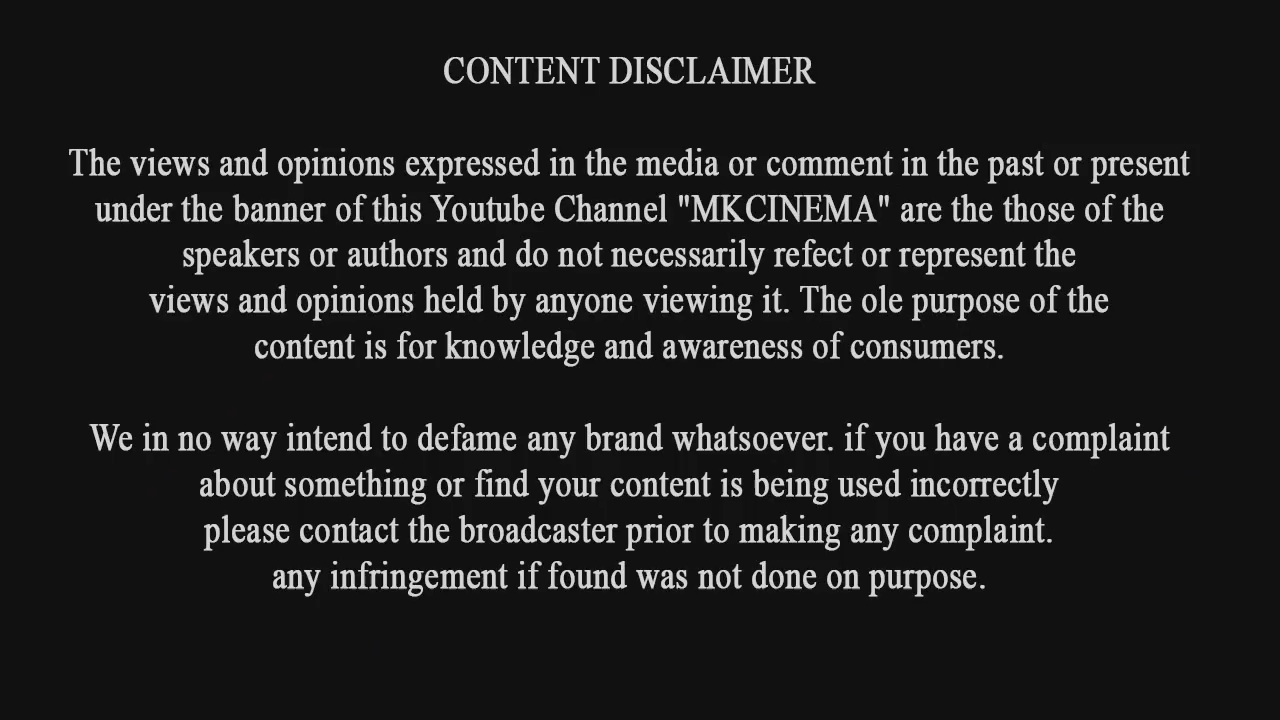 CONTENT DISCLAIMER
The views and opinions expressed in the media or comment in the past or present
under the banner of this Youtube Channel "MKCINEMA" are the those of the
speakers or authors and do not necessarily refect or represent the
views and opinions held by anyone viewing it. The ole purpose of the
content is for knowledge and awareness of consumers.
We in no way intend to defame any brand whatsoever. if you have a complaint
about something or find your content is being used incorrectly
please contact the broadcaster prior to making any complaint.
any infringement if found was not done on purpose.